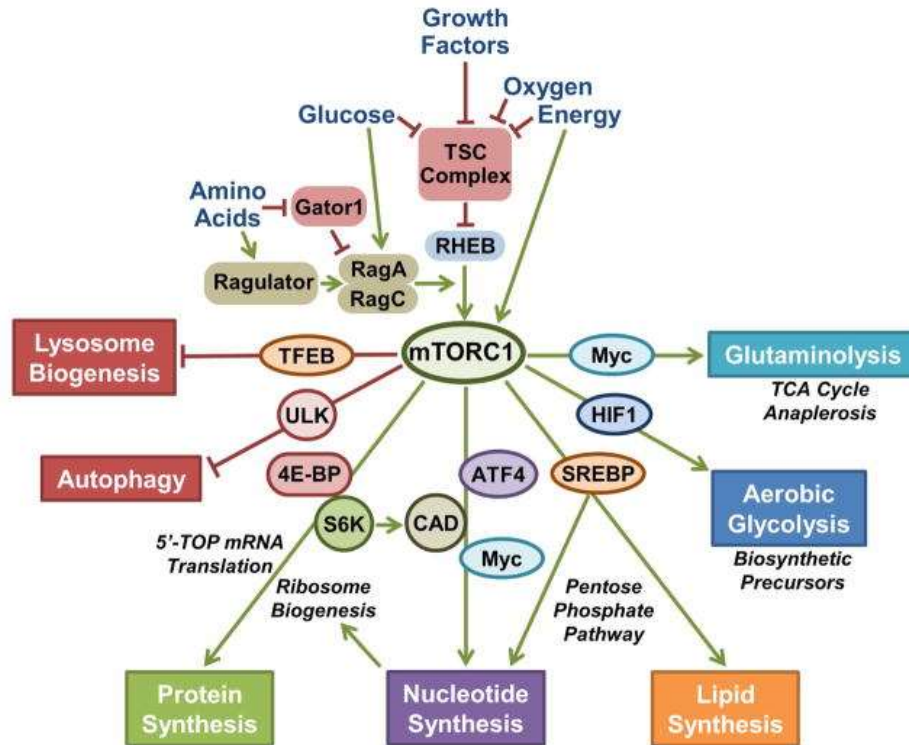 Growth
Factors
Oxygen
Glucose
Energy
TSC
Complex
Amino
Acids
Gator1
RHEB
RagA
Ragulator
RagC
Lysosome
Biogenesis
TFEB
mTORC1
Myc
Glutaminolysis
TCA Cycle
Anaplerosis
ULK
HIF1
Autophagy
4E-BP
ATF4
SREBP
Aerobic
Glycolysis
S6K
CAD
5'-TOP mRNA
Translation
Myc
Biosynthetic
Precursors
Ribosome
Biogenesis
Pentose
Phosphate
Pathway
Protein
Synthesis
Nucleotide
Synthesis
Lipid
Synthesis